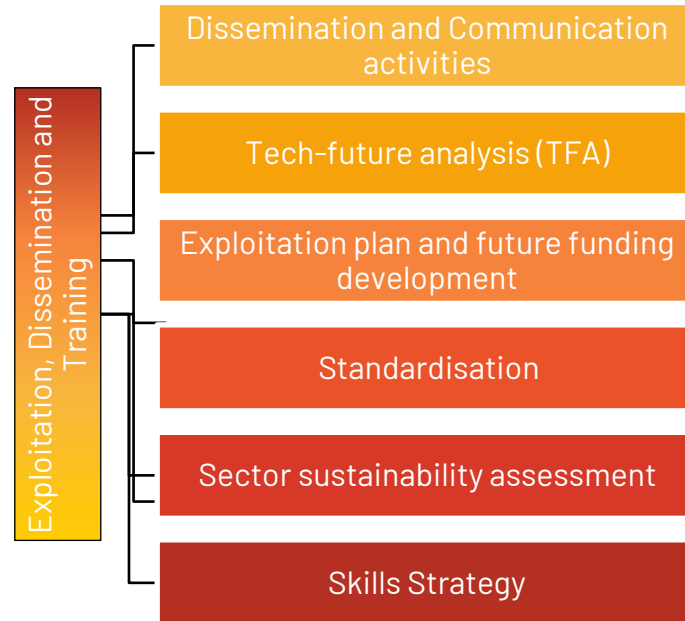 Exploitation, Dissemination and
Training
Dissemination and Communication
activities
Tech-future analysis (TFA)
Exploitation plan and future funding
development
Standardisation
Sector sustainability assessment
Skills Strategy